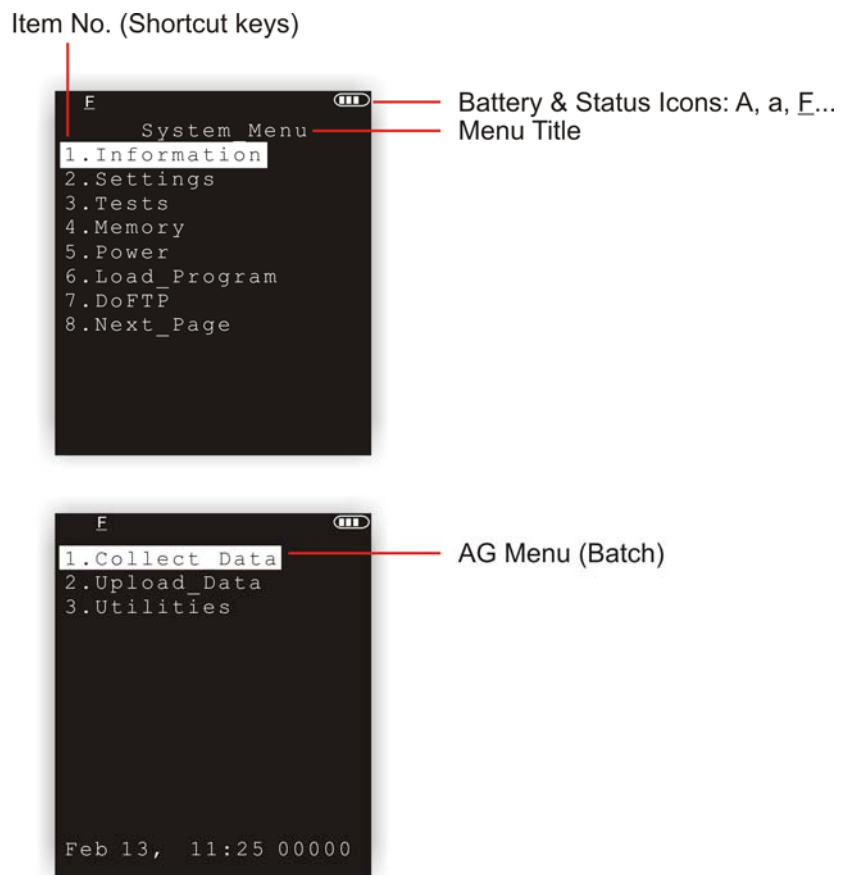 Item No. (Shortcut keys)
F
Battery & Status Icons: A, a, F...
System_Menu
Menu Title
1.Information
2.Settings
3.Tests
4.Memory
5.Power
6.Load_Program
7.DoFTP
8.Next_Page
F
1.Collect Data
AG Menu (Batch)
2.Upload_Data
3.Utilities
Feb 13, 11:25 00000